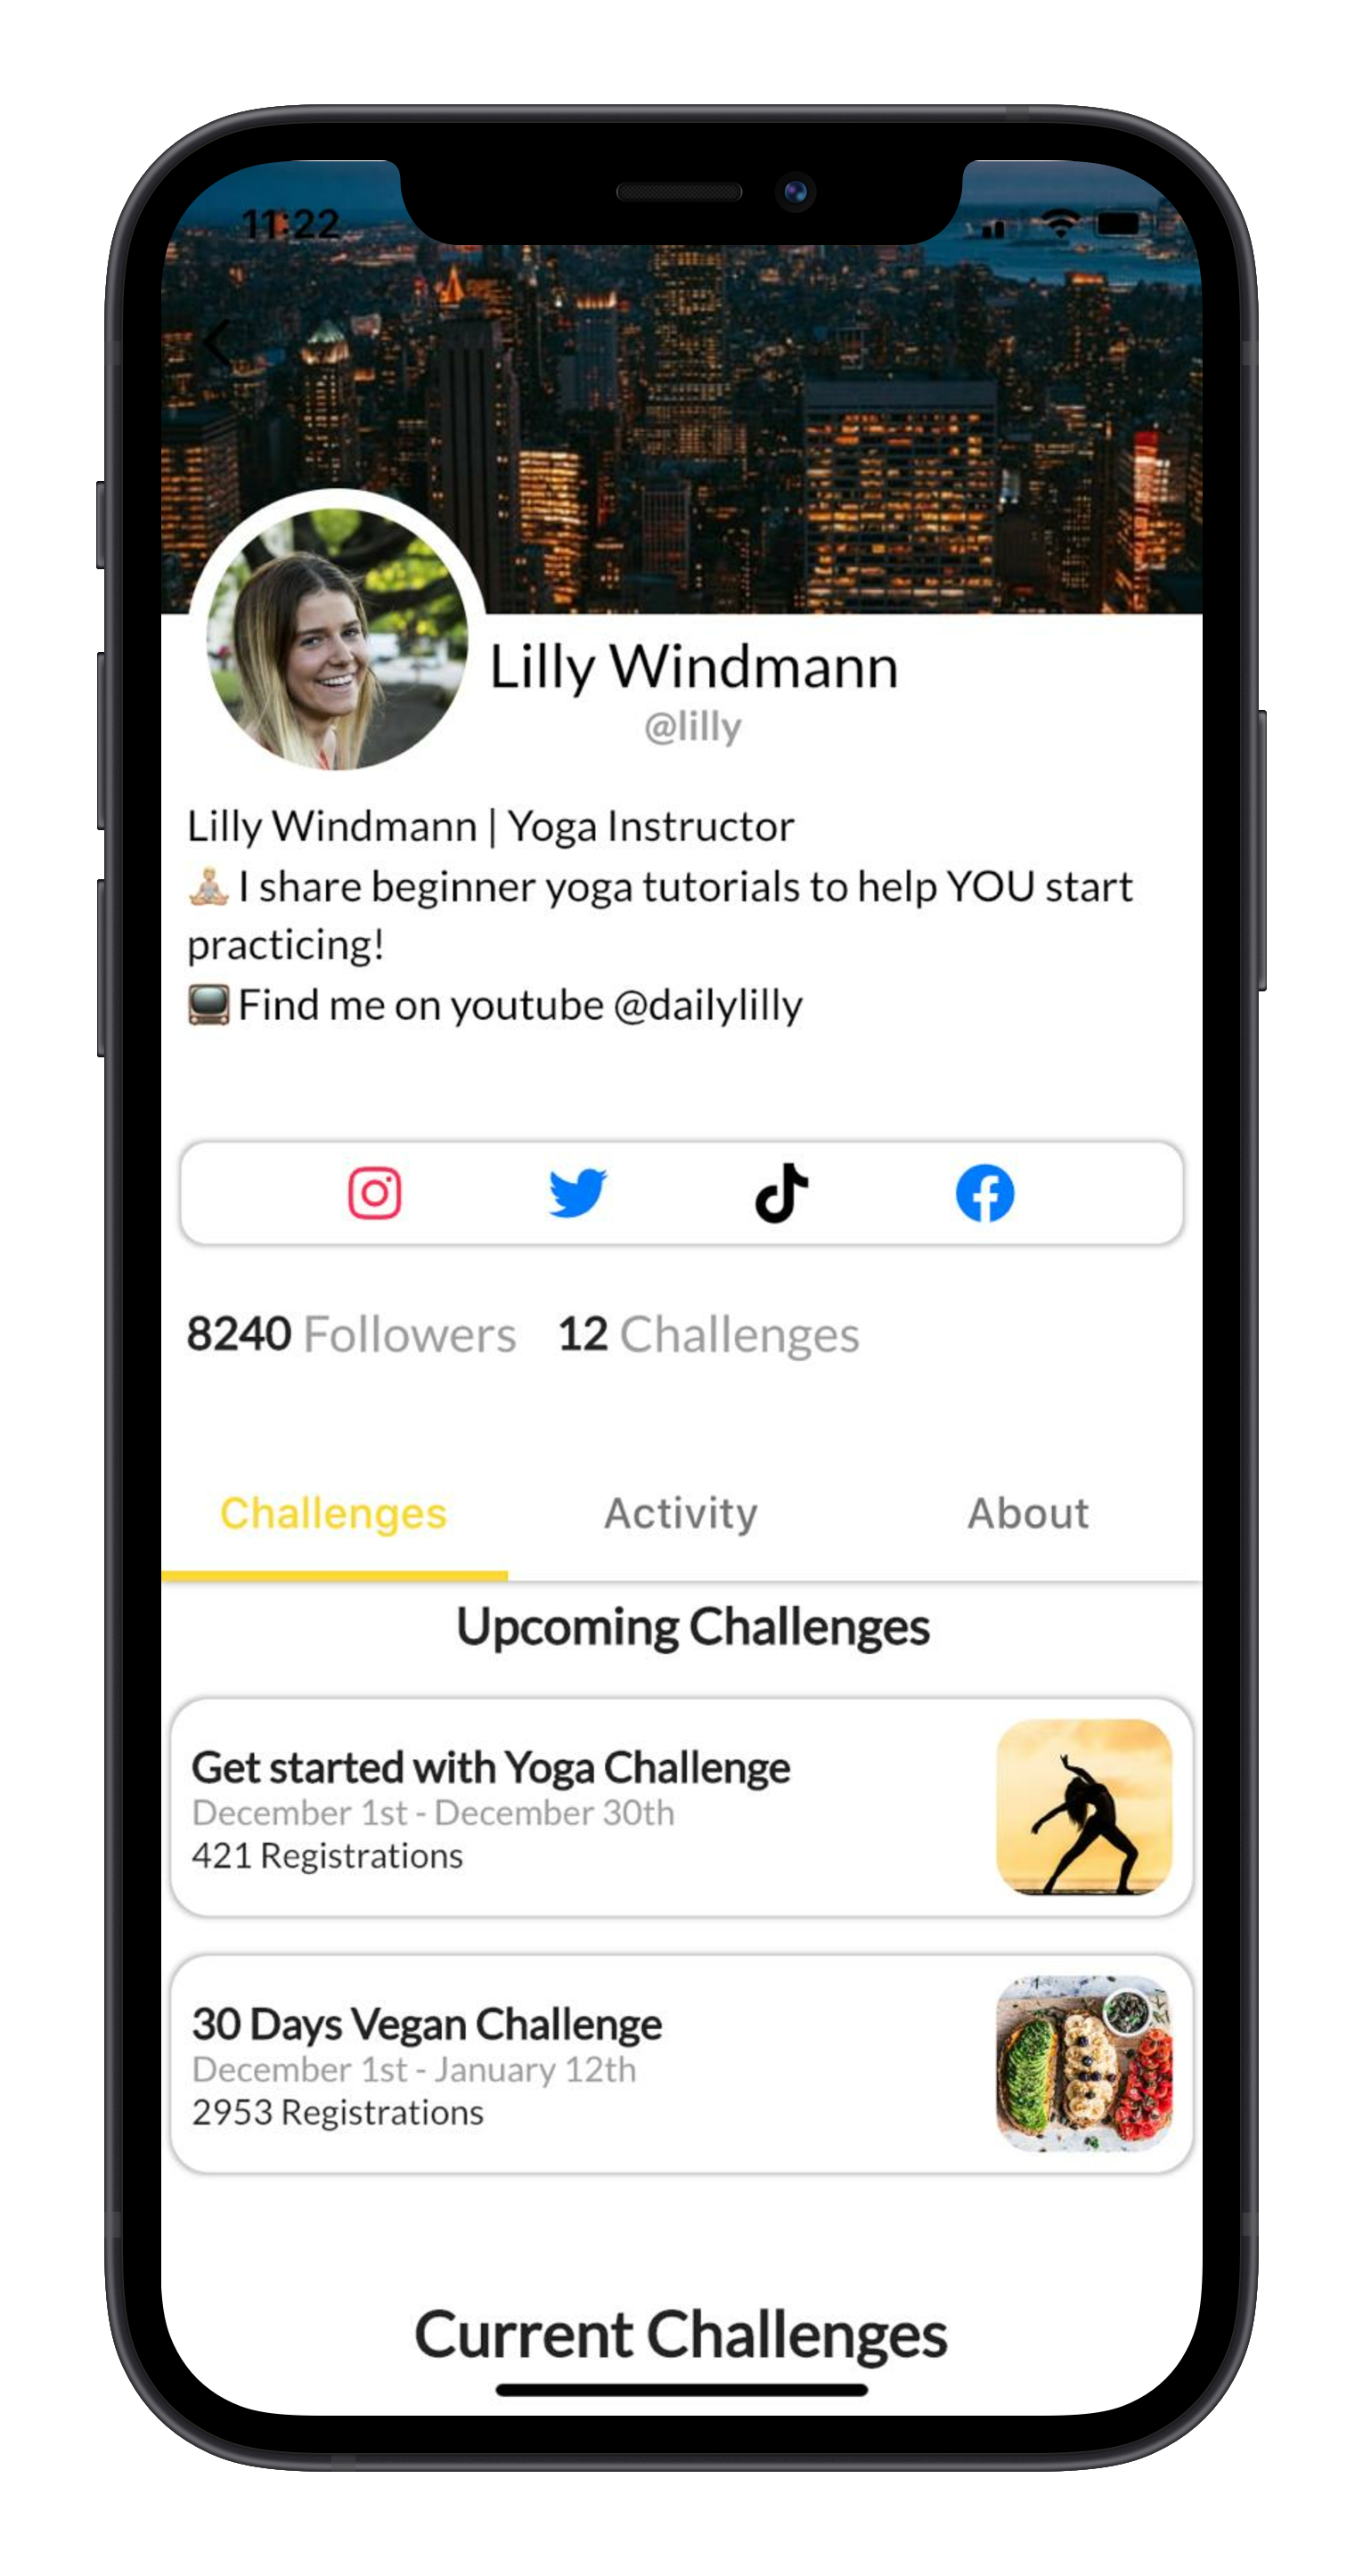 11:22
Lilly Windmann
@lilly
Lilly Windmann | Yoga Instructor
🧘🏼 I share beginner yoga tutorials to help YOU start
practicing!
📺 Find me on youtube @dailylilly
8240 Followers 12 Challenges
Challenges Activity About
Upcoming Challenges
Get started with Yoga Challenge
December 1st - December 30th
421 Registrations
30 Days Vegan Challenge
December 1st - January 12th
2953 Registrations
Current Challenges